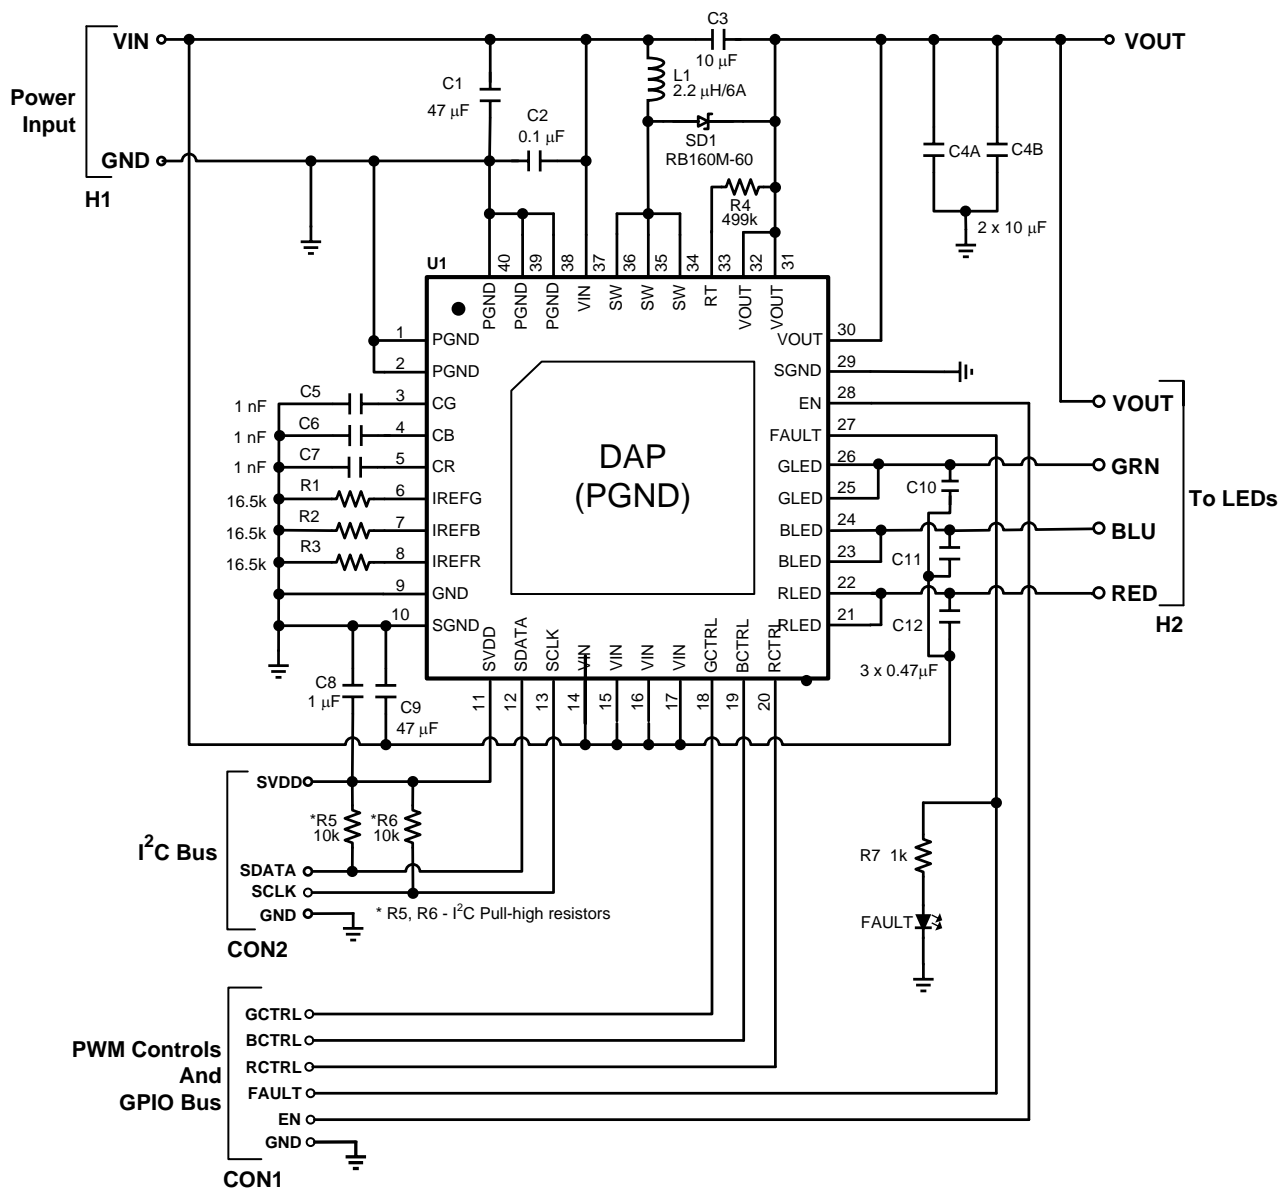 VIN
C3
10 µF
VOUT
L1
2.2 µH/6A
C1
47 µF
Power
Input
C2
0.1 µF
SD1
RB160M-60
C4A
C4B
GND
H1
R4
499k
2 x 10 µF
U1
40
39
38
37
36
35
34
33
32
31
PGND
PGND
PGND
VIN
SW
SW
SW
RT
VOUT
VOUT
1 PGND
2 PGND
C5 1 nF 3 CG
C6 1 nF 4 CB
C7 1 nF 5 CR
R1 16.5k 6 IREFG
R2 16.5k 7 IREFB
R3 16.5k 8 IREFR
9 GND
10 SGND
DAP
(PGND)
VOUT 30
SGND 29
EN 28
FAULT 27
GLED 26
GLED 25
BLED 24
BLED 23
RLED 22
RLED 21
VOUT
GRN
BLU
RED
To LEDs
H2
C10
C11
C12
3 x 0.47µF
SVDD
SDATA
SCLK
VIN
VIN
VIN
VIN
GCTRL
BCTRL
RCTRL
11
12
13
14
15
16
17
18
19
20
C8
1 µF
C9
47 µF
SVDD
*R5
10k
*R6
10k
I2C Bus
SDATA
SCLK
GND
* R5, R6 - I2C Pull-high resistors
CON2
R7 1k
FAULT
GCTRL
BCTRL
RCTRL
FAULT
EN
GND
PWM Controls
And
GPIO Bus
CON1